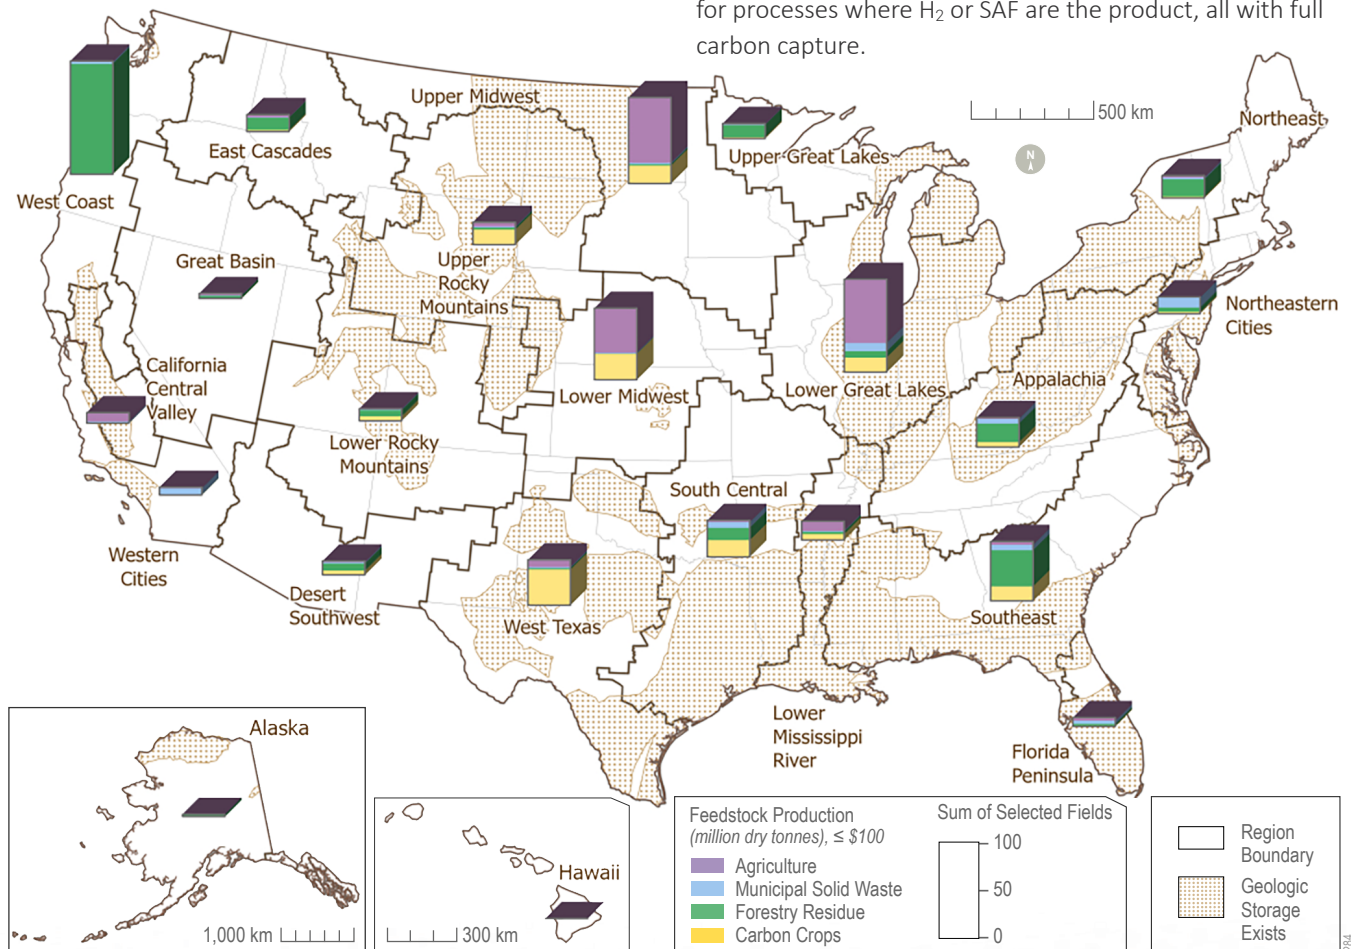 for processes where H₂ or SAF are the product, all with full
carbon capture.
500 km
N
Upper Midwest
Northeast
East Cascades
Upper Great Lakes
West Coast
Great Basin
Upper
Rocky
Mountains
Northeastern
Cities
California
Central
Valley
Lower Midwest
Lower Great Lakes
Appalachia
Lower Rocky
Mountains
South Central
Western
Cities
Desert
Southwest
West Texas
Southeast
Lower
Mississippi
River
Florida
Peninsula
Alaska
1,000 km
Hawaii
300 km
Feedstock Production
(million dry tonnes), ≤ $100
Agriculture
Municipal Solid Waste
Forestry Residue
Carbon Crops
Sum of Selected Fields
100
50
0
Region
Boundary
Geologic
Storage
Exists